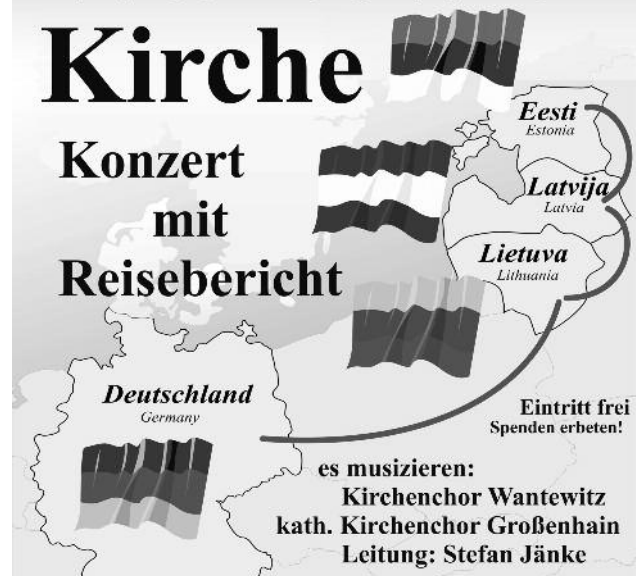 Kirche
Konzert
mit
Reisebericht
Eesti
Estonia
Latvija
Latvia
Lietuva
Lithuania
Deutschland
Germany
Eintritt frei
Spenden erbeten!
es musizieren:
Kirchenchor Wantewitz
kath. Kirchenchor Großenhain
Leitung: Stefan Jänke